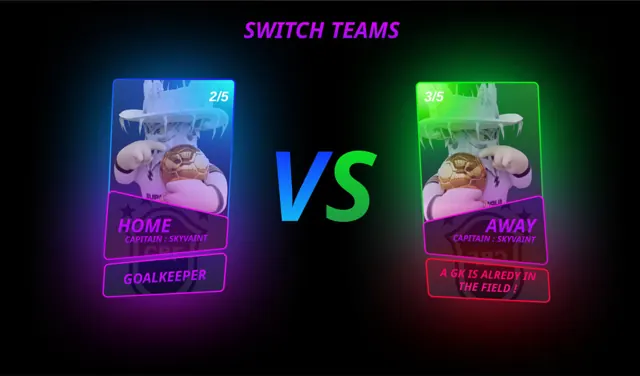 SWITCH TEAMS
2/5
HOME
CAPITAIN : SKYVAINT
GOALKEEPER
VS
3/5
AWAY
CAPITAIN : SKYVAINT
A GK IS ALREDY IN
THE FIELD !